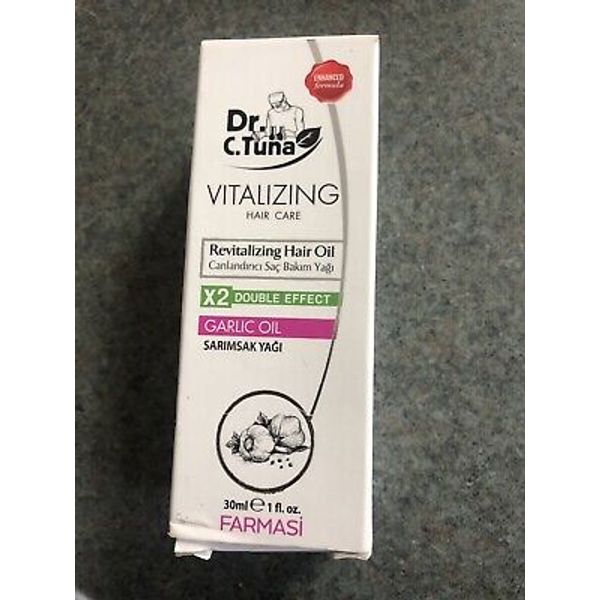 ENHANCED
formula
Dr.
C.Tuna
VITALIZING
HAIR CARE
Revitalizing Hair Oil
Canlandırıcı Saç Bakım Yağı
X2 DOUBLE EFFECT
GARLIC OIL
SARIMSAK YAĞI
30ml e 1 fl. oz.
FARMASi